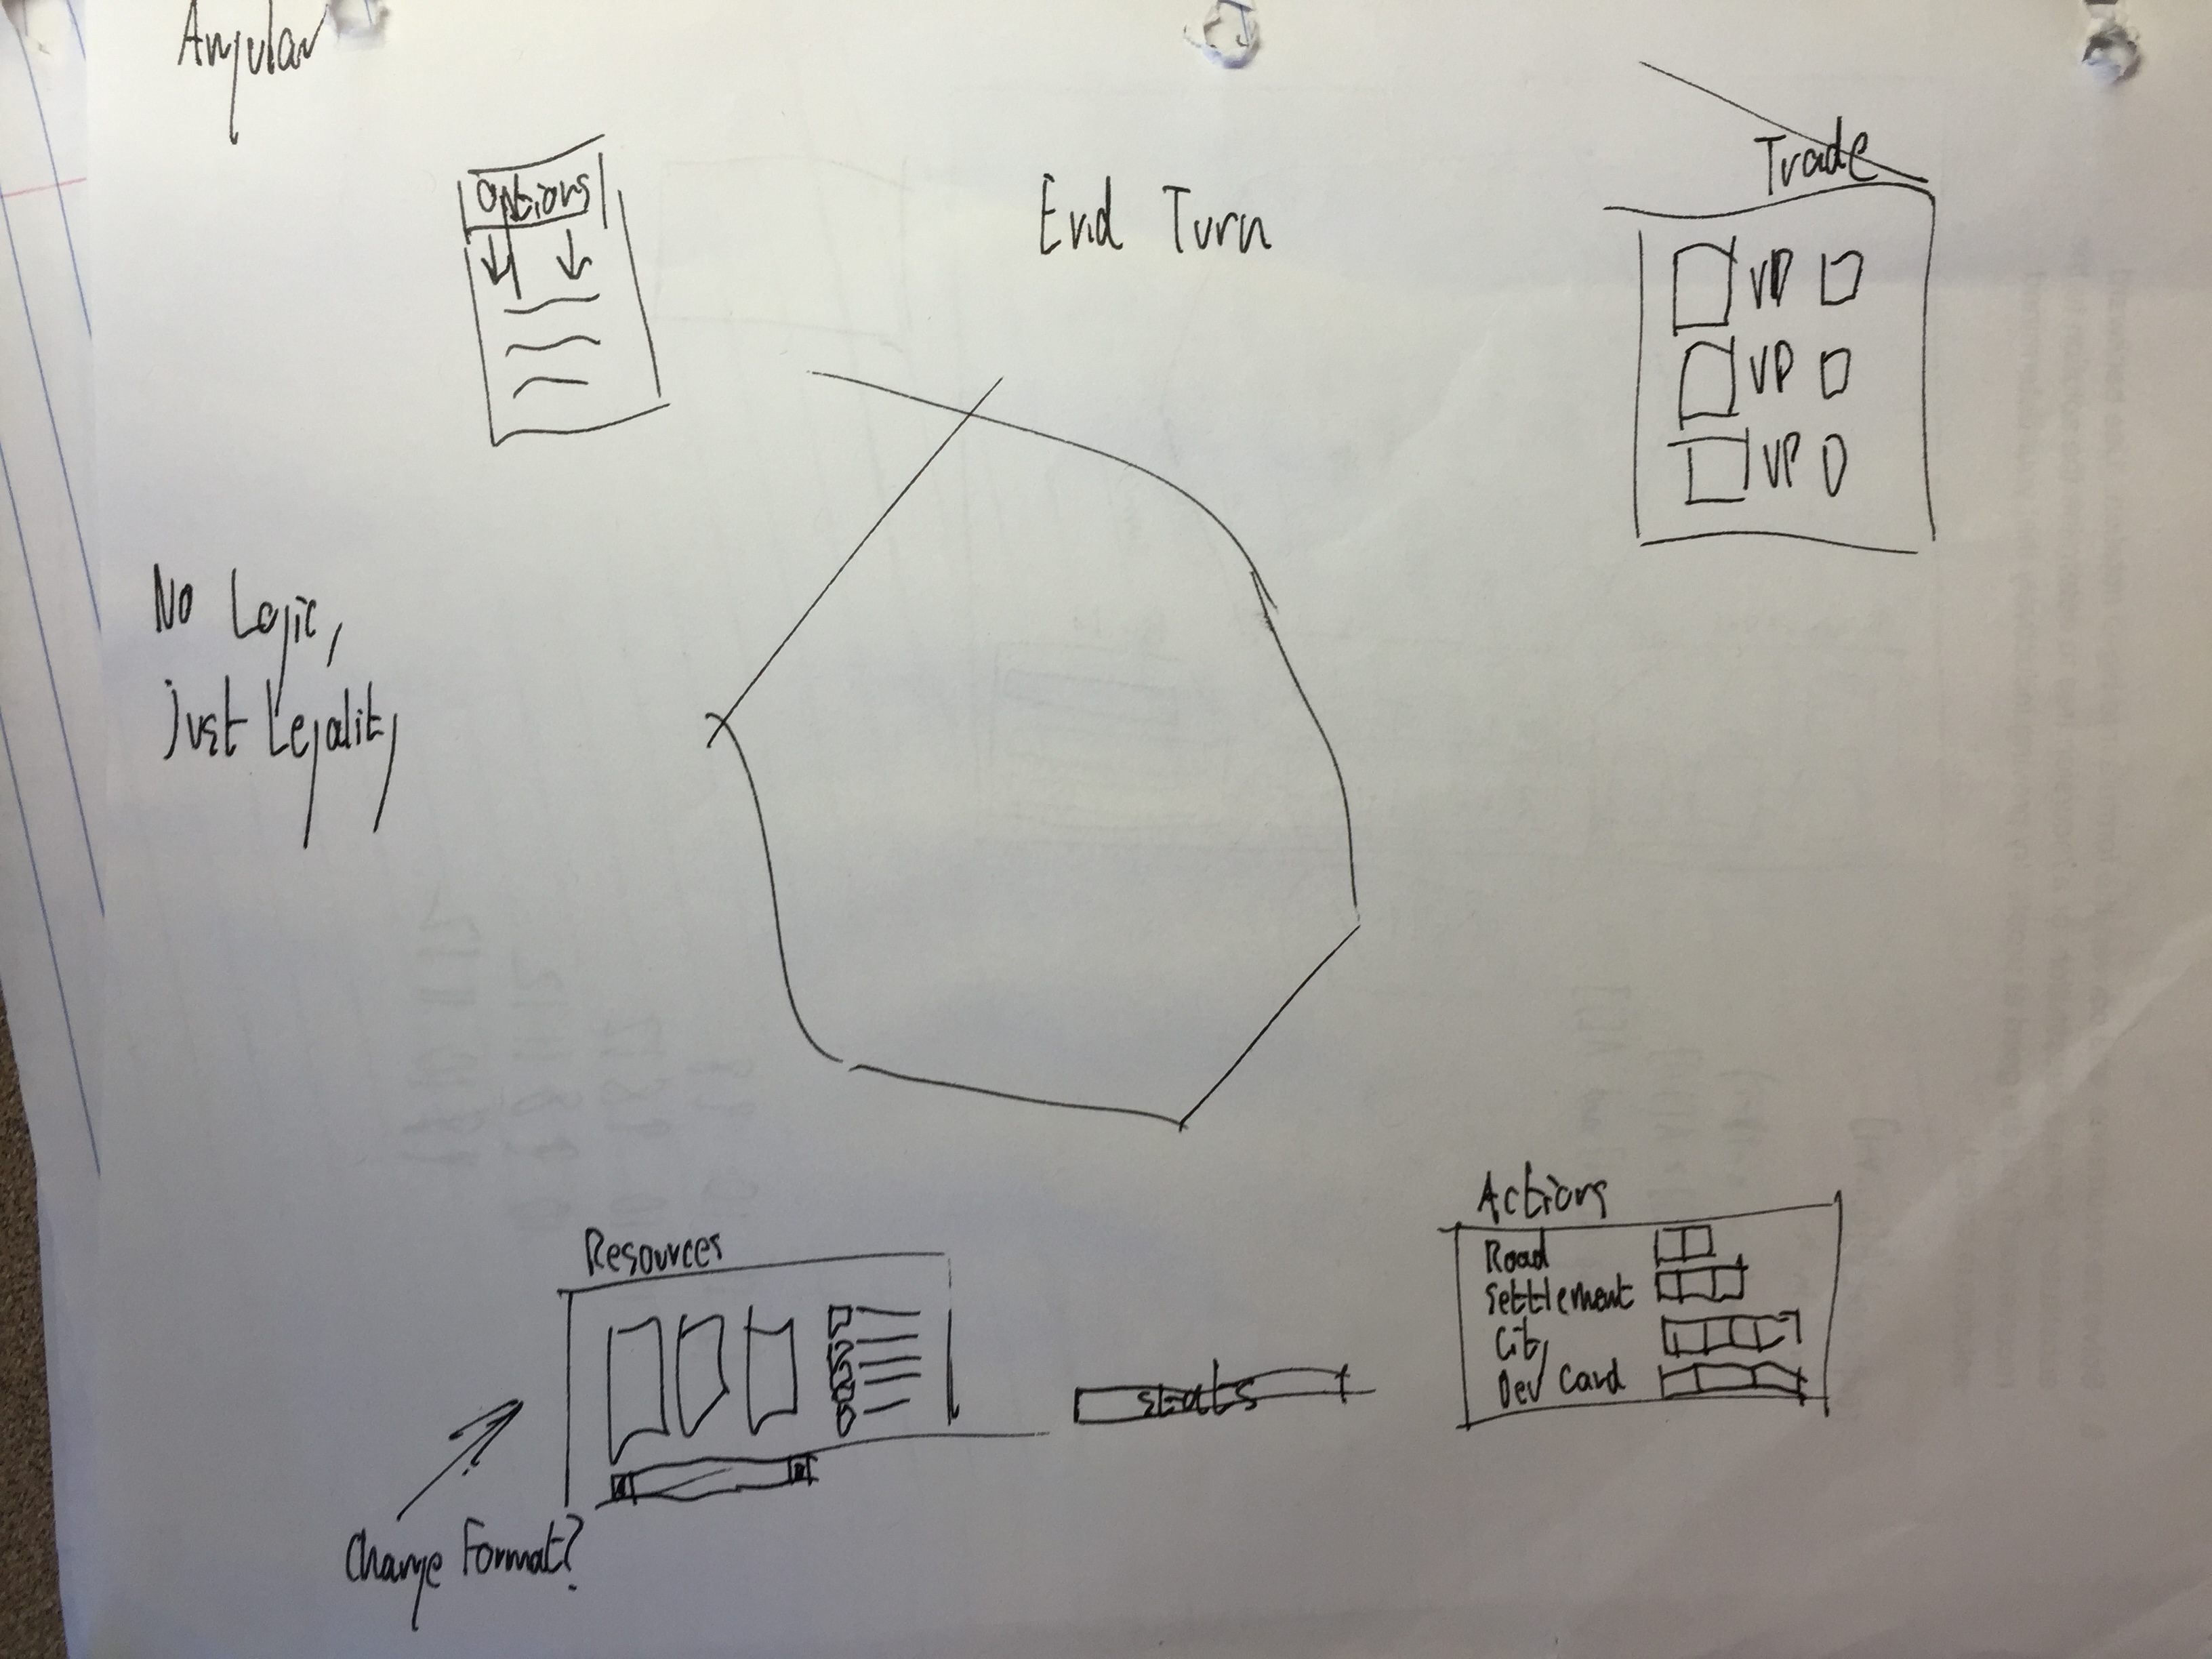 Angular
Options
End Turn
Trade
VP
VP
VP
No Logic,
just Legality
Resources
Change Format?
stats
Actions
Road
Settlement
City
Dev Card